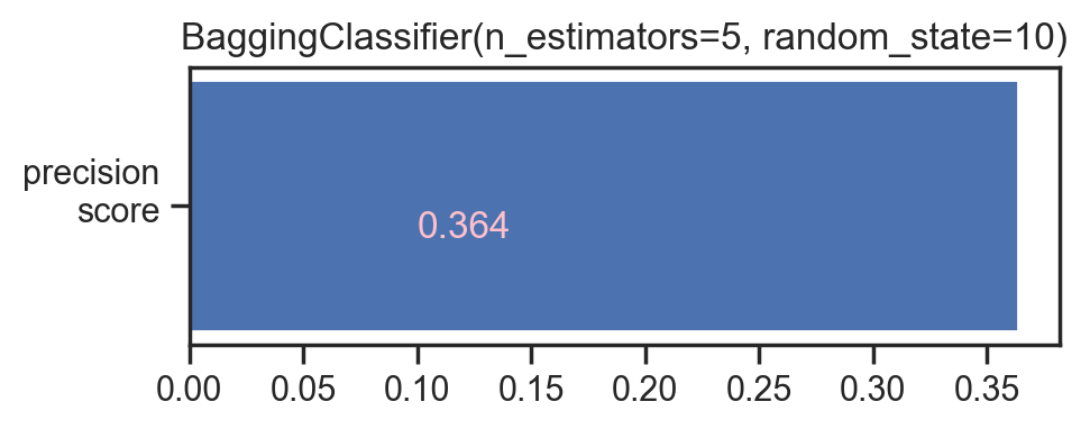 BaggingClassifier(n_estimators=5, random_state=10)
precision
score
0.364
0.00 0.05 0.10 0.15 0.20 0.25 0.30 0.35